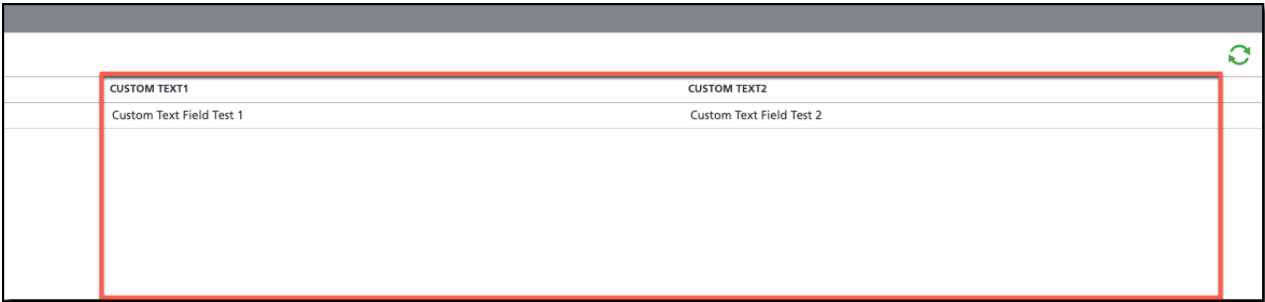 CUSTOM TEXT1 CUSTOM TEXT2
Custom Text Field Test 1 Custom Text Field Test 2